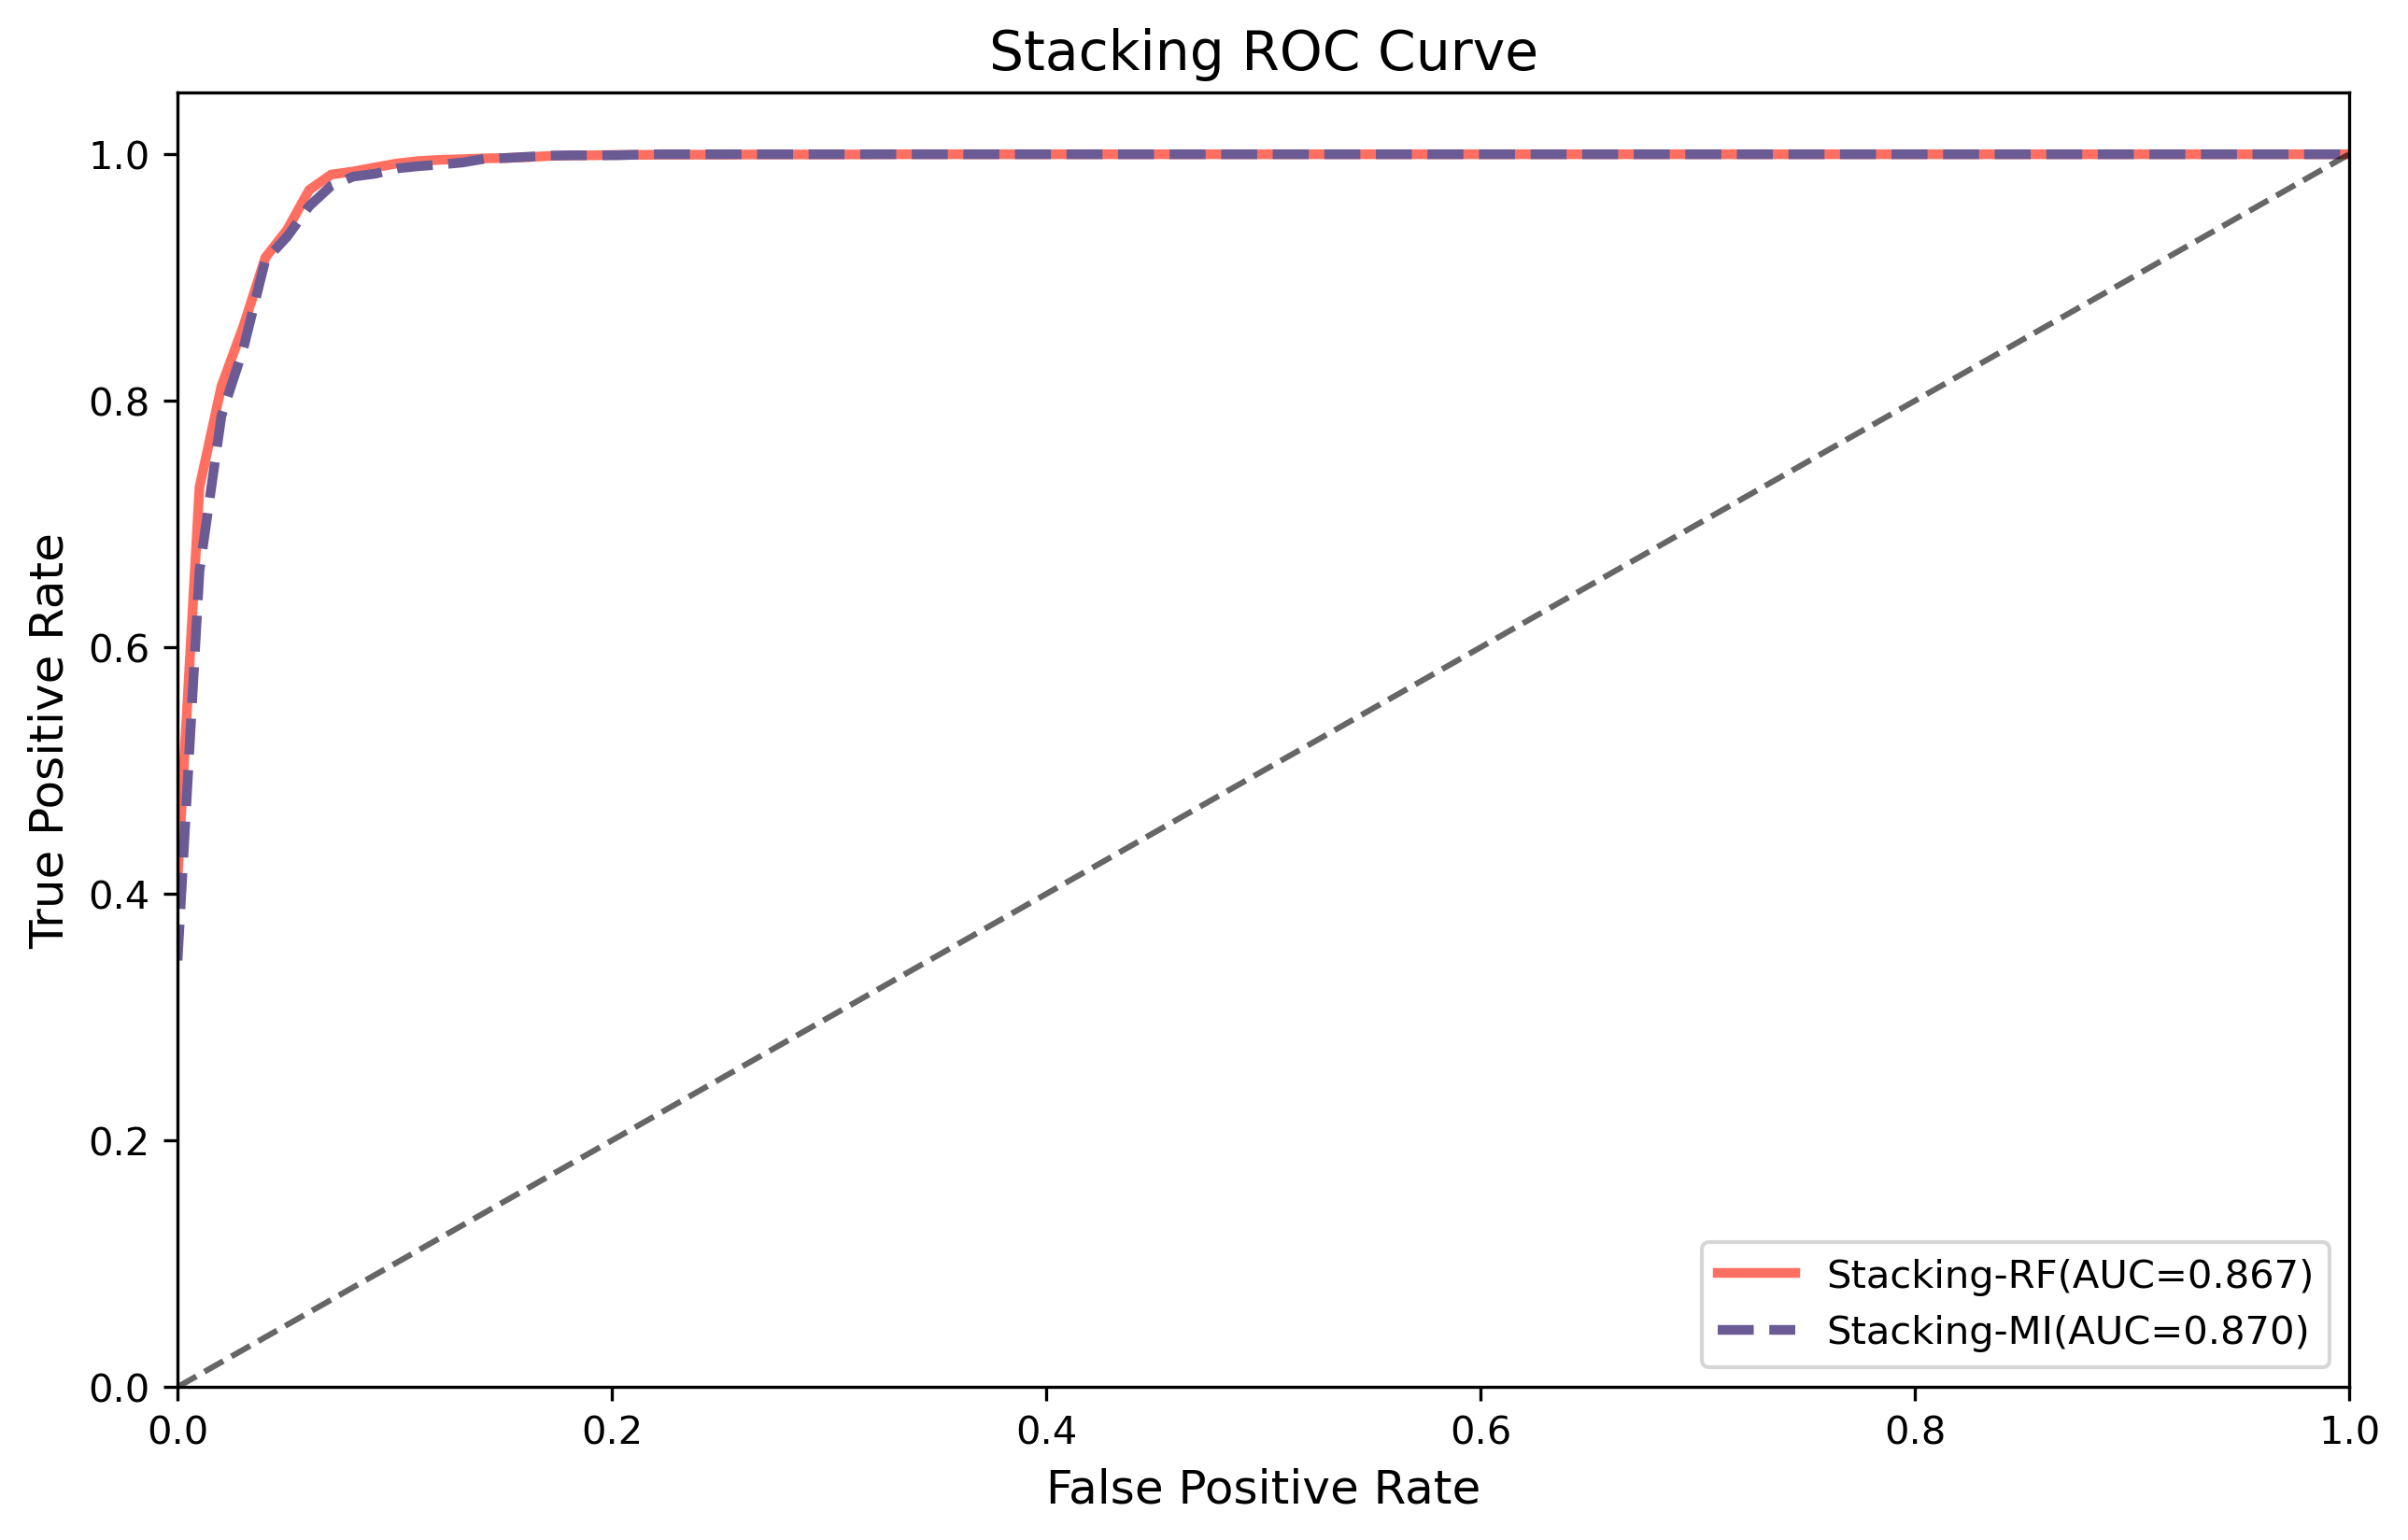 Stacking ROC Curve
True Positive Rate
1.0
0.8
0.6
0.4
0.2
0.0
0.0 0.2 0.4 0.6 0.8 1.0
False Positive Rate
Stacking-RF(AUC=0.867)
Stacking-MI(AUC=0.870)